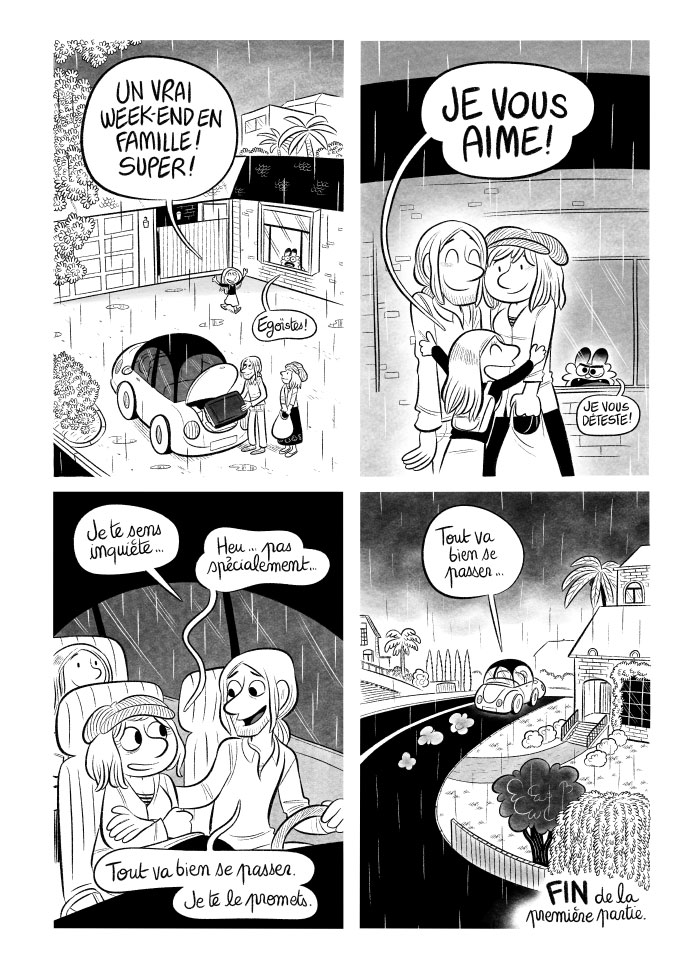 UN VRAI
WEEK-END EN
FAMILLE!
SUPER!
Egoïstes!
JE VOUS
AIME!
JE VOUS
DÉTESTE!
Je te sens
inquiète...
Heu... pas
spécialement...
Tout va bien se passer.
Je te le promets.
Tout va
bien se
passer...
FIN de la
première partie.